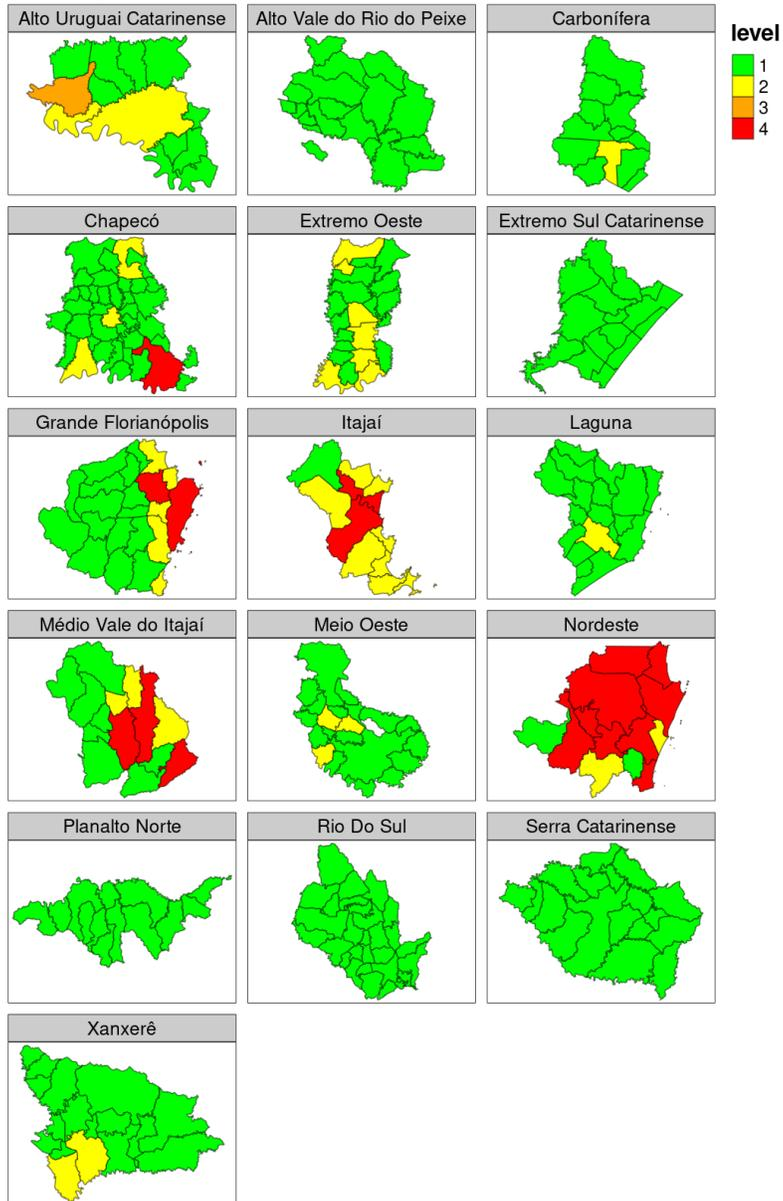 Alto Uruguai Catarinense
Alto Vale do Rio do Peixe
Carbonífera
level
1
2
3
4
Chapecó
Extremo Oeste
Extremo Sul Catarinense
Grande Florianópolis
Itajaí
Laguna
Médio Vale do Itajaí
Meio Oeste
Nordeste
Planalto Norte
Rio Do Sul
Serra Catarinense
Xanxerê